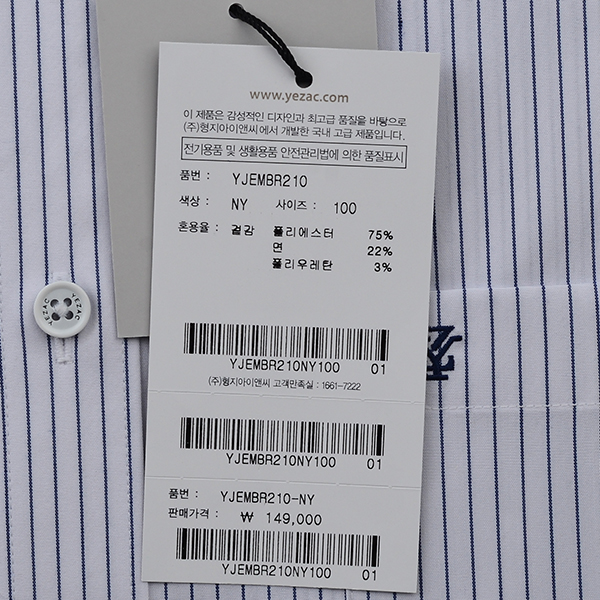 www.yezac.com
이 제품은 감성적인 디자인과 최고급 품질을 바탕으로
(주)형지아이앤씨에서 개발한 국내 고급 제품입니다.
전기용품 및 생활용품 안전관리법에 의한 품질표시
품번: YJEMBR210
색상: NY 사이즈: 100
혼용율: 겉감 폴리에스터 75%
면 22%
폴리우레탄 3%
YJEMBR210NY100 01
(주)형지아이앤씨 고객만족실 : 1661-7222
YJEMBR210NY100 01
품번: YJEMBR210-NY
판매가격: ₩ 149,000
YJEMBR210NY100 01
YEZAC
YEZAC